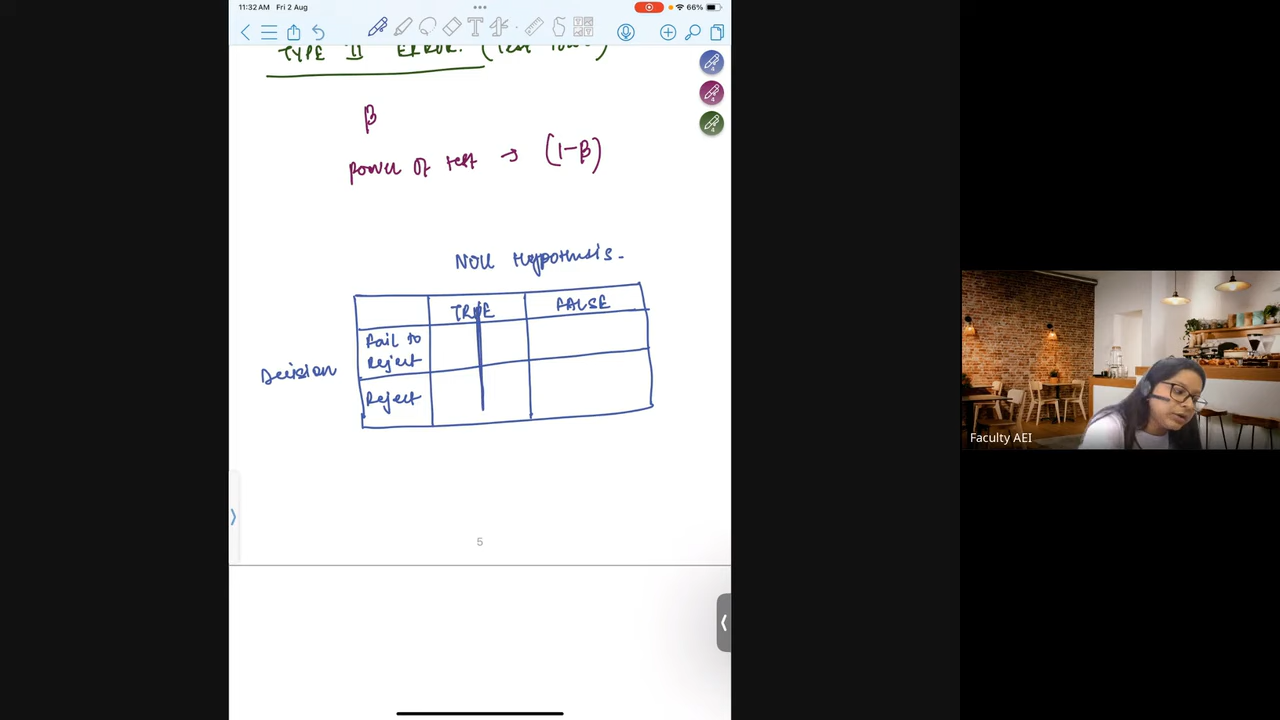 11:32 AM Fri 2 Aug
66%
TYPE II ERROR. (Test
β
power of test → (1-β)
NULL Hypothesis.
TRUE FALSE
Fail to
Reject
Decision
Reject
5
Faculty AEI